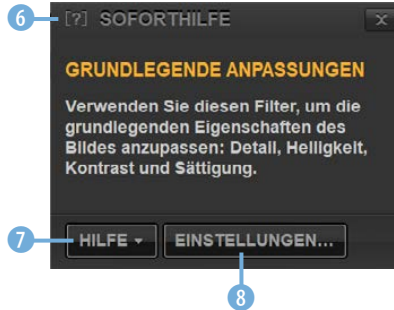 6 [?] SOFORTHILFE x
GRUNDLEGENDE ANPASSUNGEN
Verwenden Sie diesen Filter, um die
grundlegenden Eigenschaften des
Bildes anzupassen: Detail, Helligkeit,
Kontrast und Sättigung.
7 HILFE EINSTELLUNGEN...
8